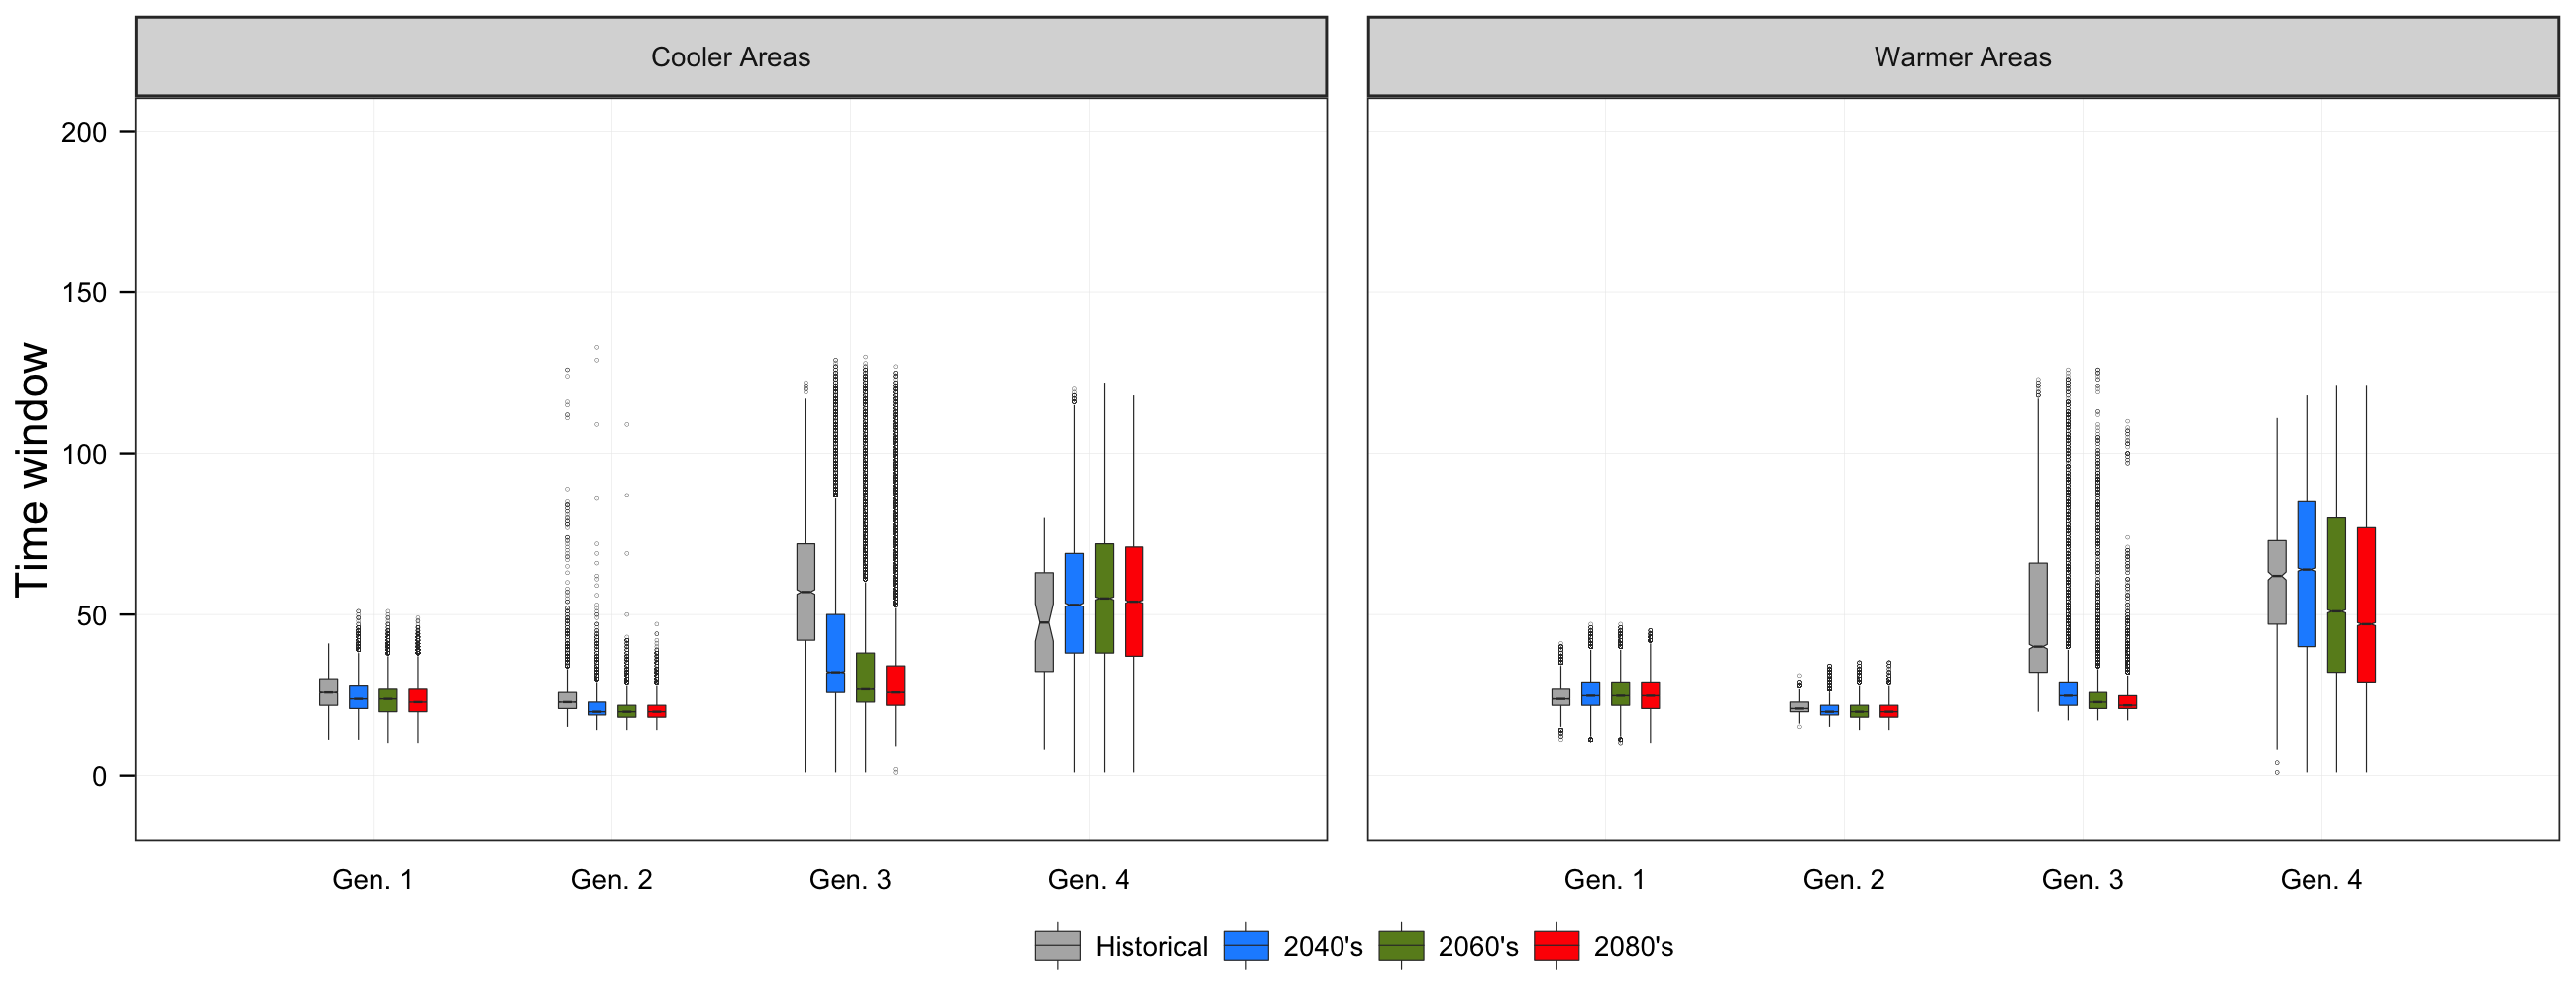 Cooler Areas
Warmer Areas
Time window
200
150
100
50
0
Gen. 1 Gen. 2 Gen. 3 Gen. 4
Gen. 1 Gen. 2 Gen. 3 Gen. 4
Historical 2040's 2060's 2080's